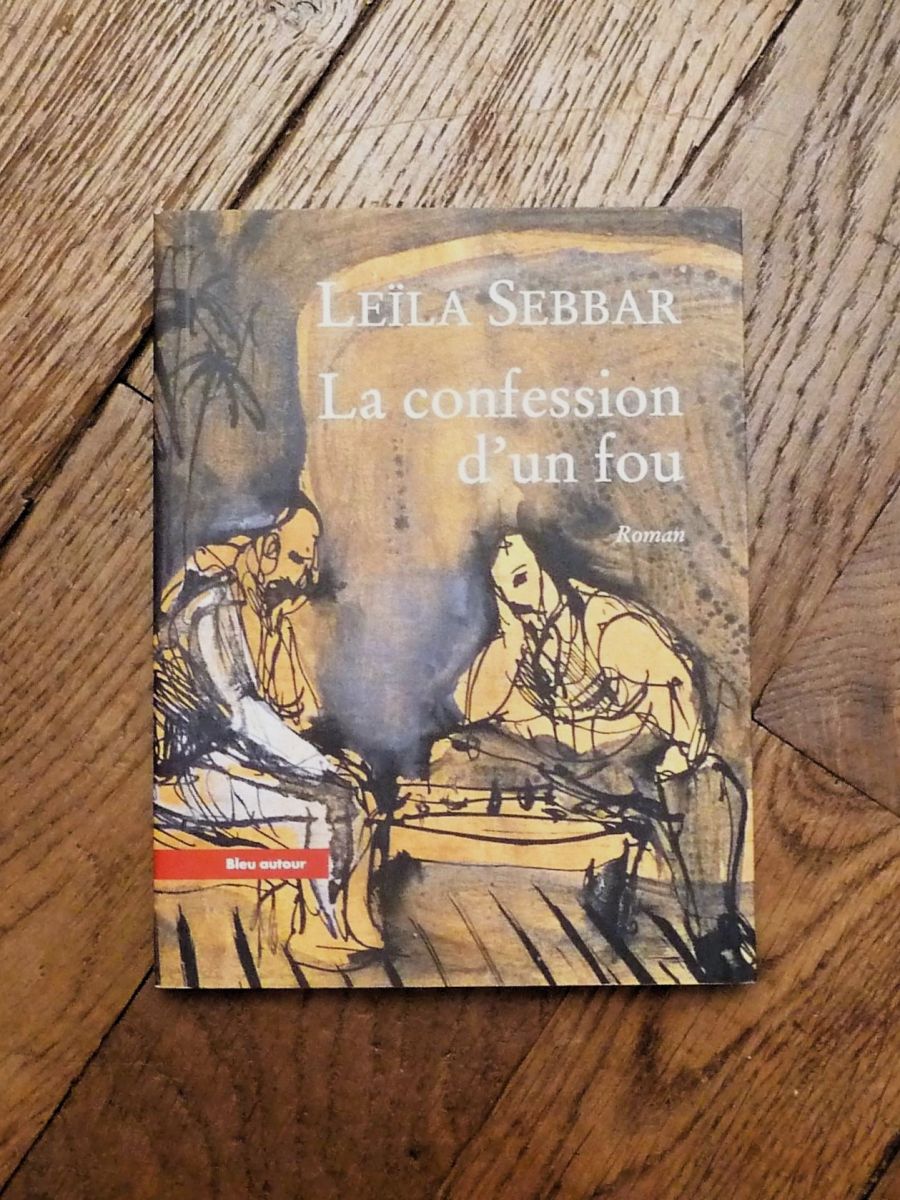 LEÏLA SEBBAR
La confession
d'un fou
Roman
Bleu autour